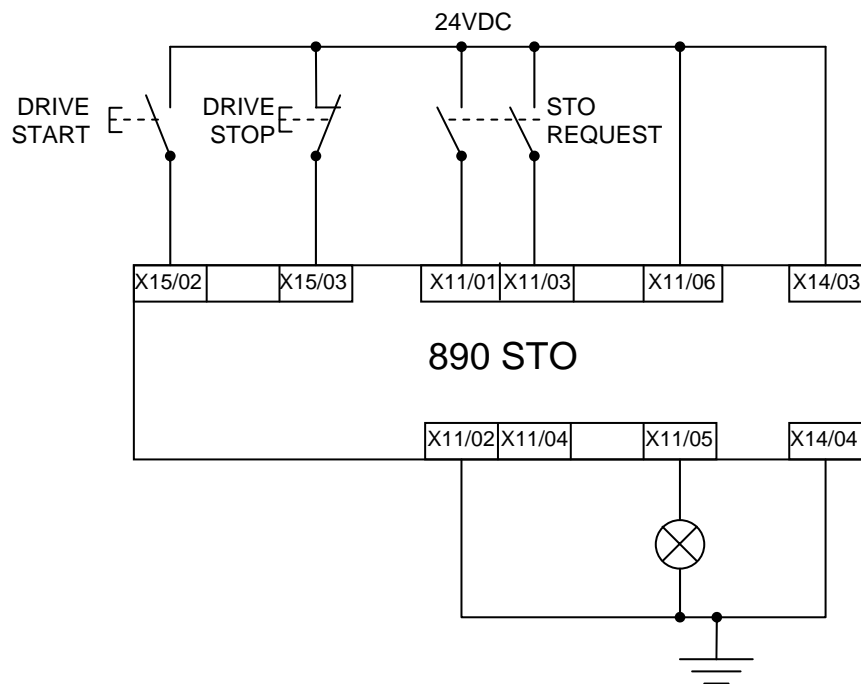 24VDC
DRIVE
START
DRIVE
STOP
STO
REQUEST
X15/02
X15/03
X11/01
X11/03
X11/06
X14/03
890 STO
X11/02
X11/04
X11/05
X14/04